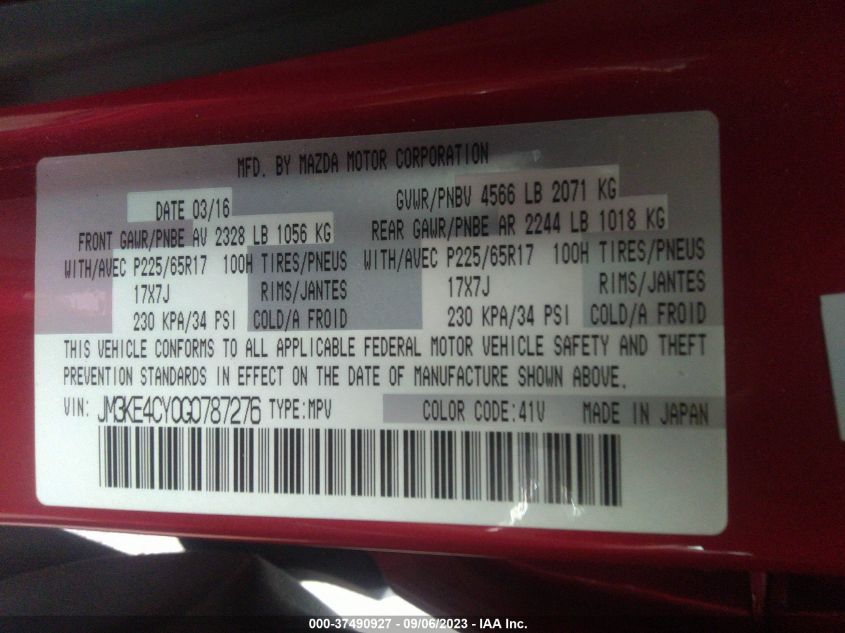 MFD. BY MAZDA MOTOR CORPORATION
DATE 03/16 GVWR/PNBV 4566 LB 2071 KG
FRONT GAWR/PNBE AV 2328 LB 1056 KG REAR GAWR/PNBE AR 2244 LB 1018 KG
WITH/AVEC P225/65R17 100H TIRES/PNEUS WITH/AVEC P225/65R17 100H TIRES/PNEUS
17X7J RIMS/JANTES 17X7J RIMS/JANTES
230 KPA/34 PSI COLD/A FROID 230 KPA/34 PSI COLD/A FROID
THIS VEHICLE CONFORMS TO ALL APPLICABLE FEDERAL MOTOR VEHICLE SAFETY AND THEFT
PREVENTION STANDARDS IN EFFECT ON THE DATE OF MANUFACTURE SHOWN ABOVE.
VIN: JM3KE4CY0G0787276 TYPE:MPV COLOR CODE:41V MADE IN JAPAN
000-37490927 - 09/06/2023 - IAA Inc.